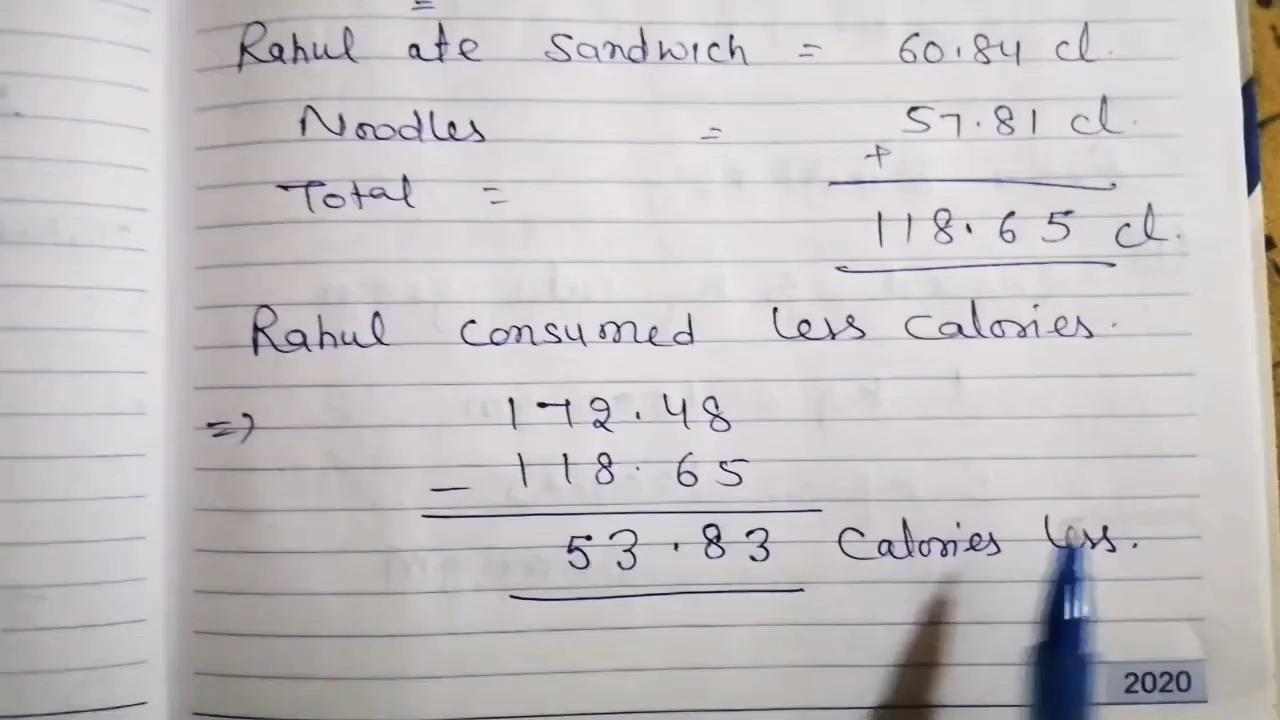 Rahul ate Sandwich = 60.84 cl.
Noodles = 57.81 cl.
+
Total =
118.65 cl.
Rahul consumed less calories.
=> 172.48
- 118.65
53.83 Calories less.
2020